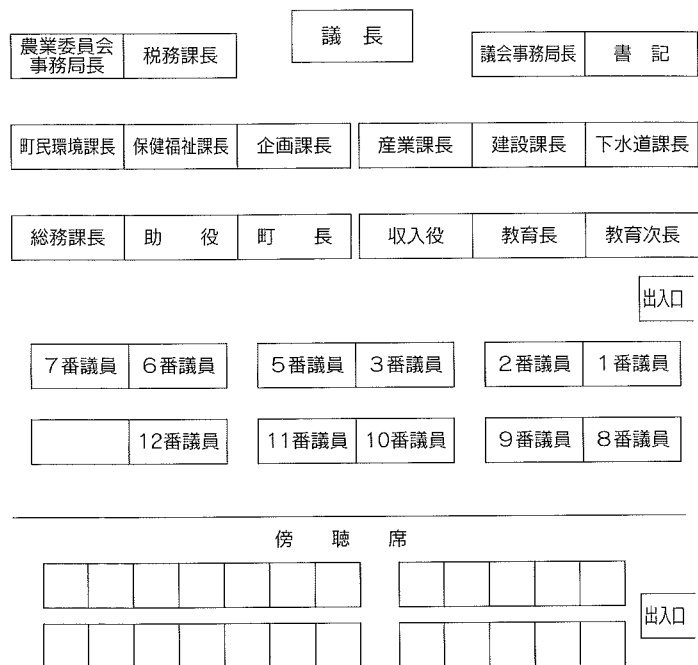 議長
農業委員会
事務局長
税務課長
議会事務局長
書記
町民環境課長
保健福祉課長
企画課長
産業課長
建設課長
下水道課長
総務課長
助役
町長
収入役
教育長
教育次長
出入口
7番議員
6番議員
5番議員
3番議員
2番議員
1番議員
12番議員
11番議員
10番議員
9番議員
8番議員
傍聴席
出入口